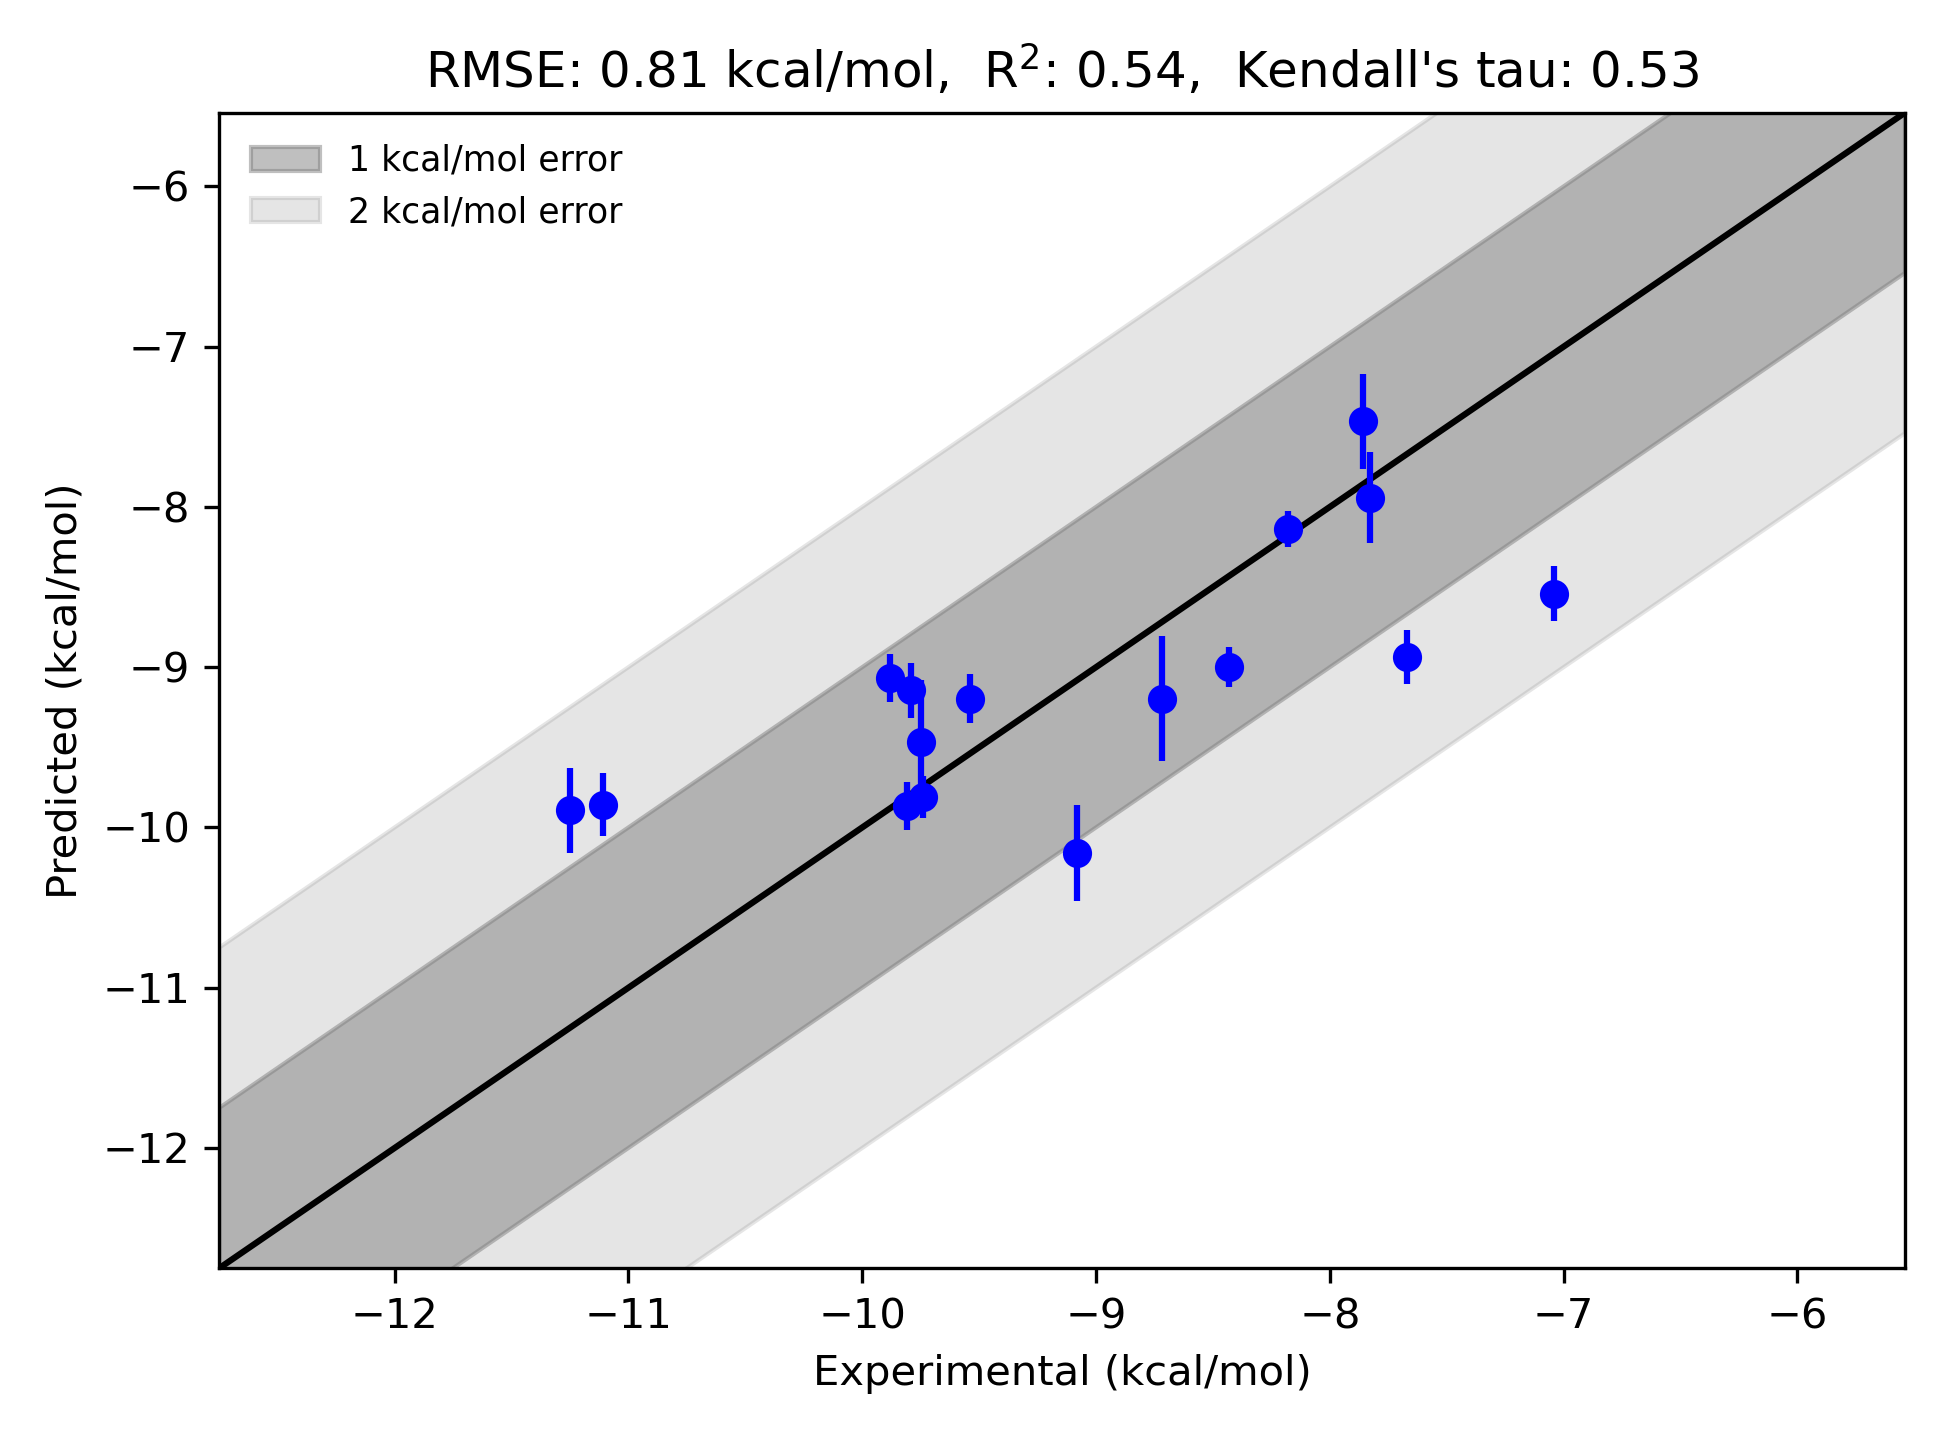 RMSE: 0.81 kcal/mol,  R²: 0.54,  Kendall's tau: 0.53
1 kcal/mol error
2 kcal/mol error
−6
−7
−8
−9
−10
−11
−12
Predicted (kcal/mol)
−12 −11 −10 −9 −8 −7 −6
Experimental (kcal/mol)